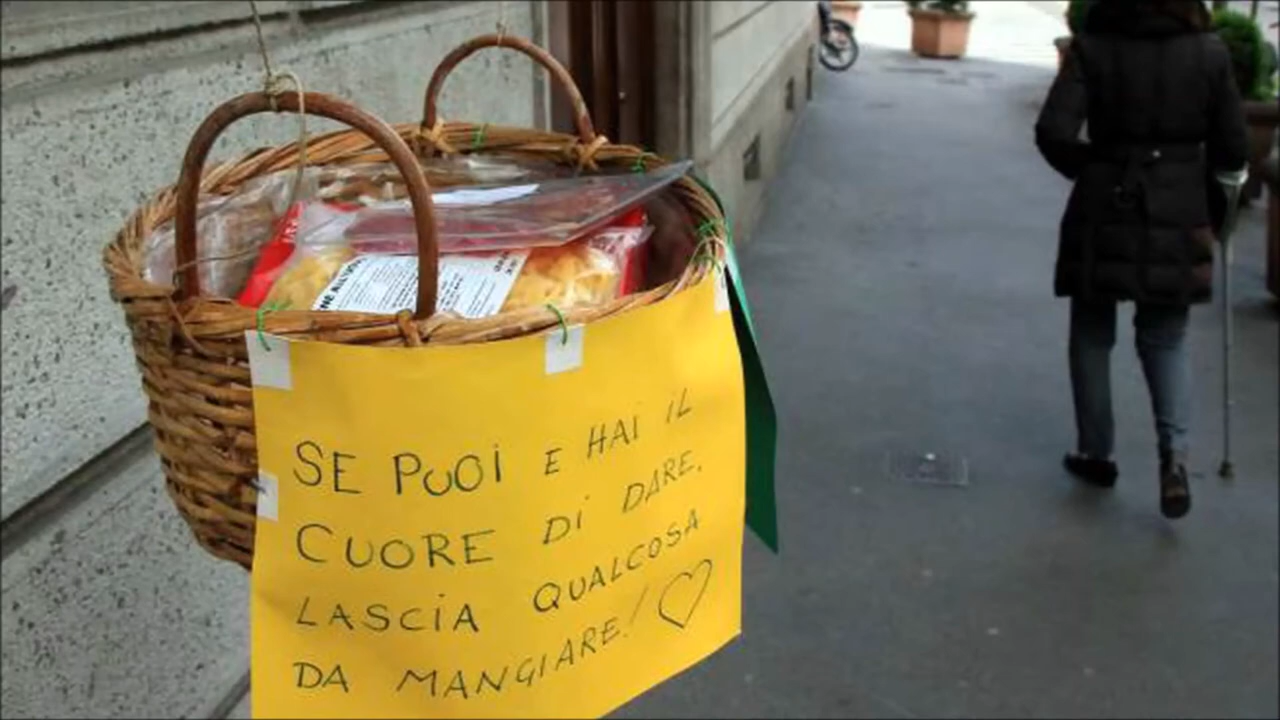 SE PUOI E HAI IL
CUORE DI DARE,
LASCIA QUALCOSA
DA MANGIARE!